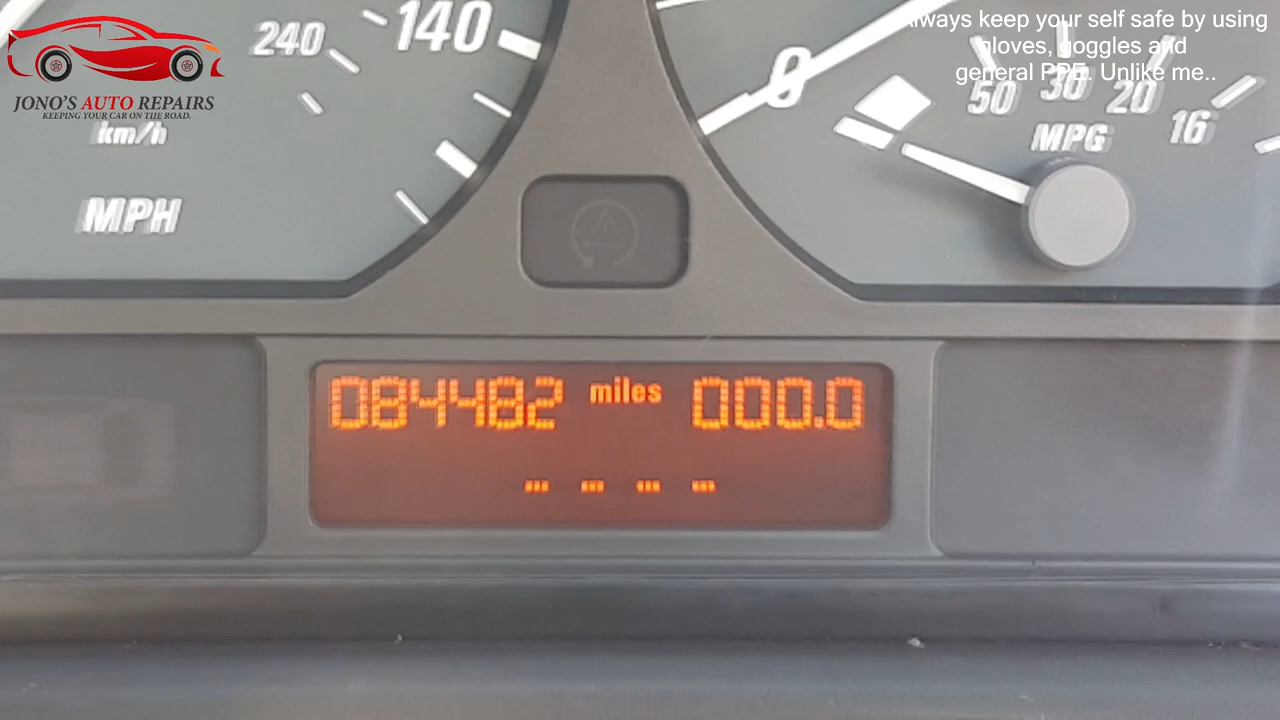 JONO'S AUTO REPAIRS
KEEPING YOUR CAR ON THE ROAD.
lways keep your self safe by using
gloves, goggles and
general PPE. Unlike me..
240
140
km/h
MPH
0
50
30
20
16
MPG
084482 miles 000.0
- - - -